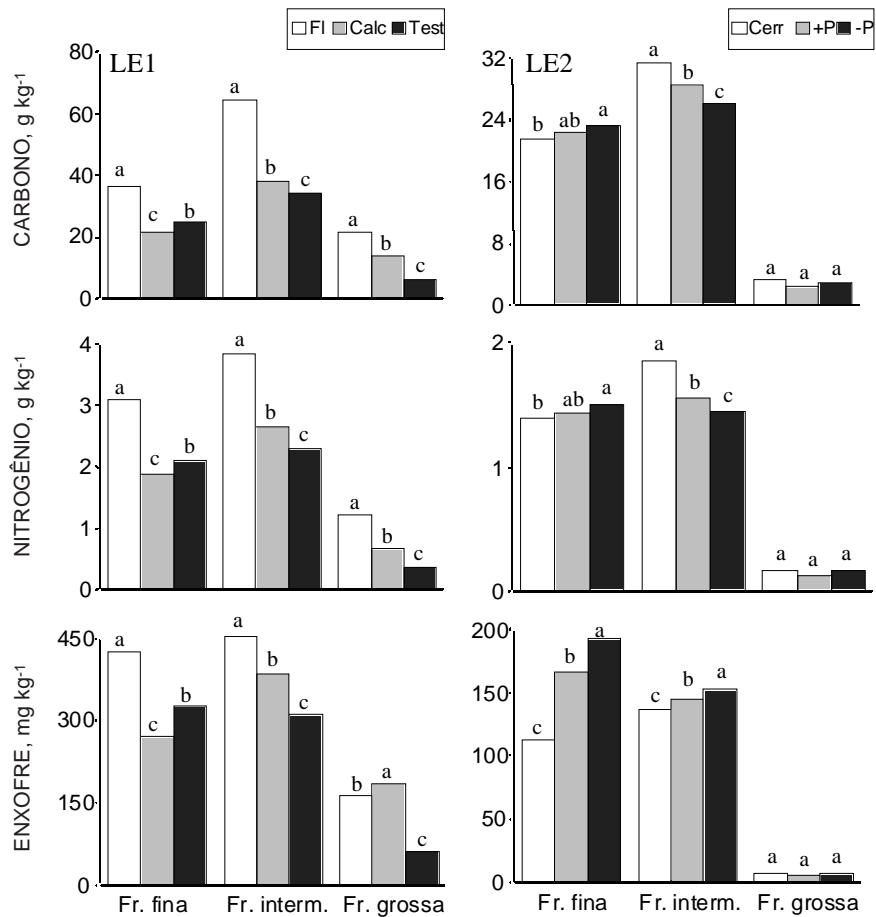 FI Calc Test
Cerr +P -P
LE1
80
60
40
20
0
CARBONO, g kg-1
a c b
a b c
a b c
LE2
32
24
16
8
0
b ab a
a b c
a a a
4
3
2
1
0
NITROGÊNIO, g kg-1
a c b
a b c
a b c
2
1
0
b ab a
a b c
a a a
450
300
150
0
ENXOFRE, mg kg-1
a c b
a b c
b a c
Fr. fina Fr. interm. Fr. grossa
200
150
100
50
0
c b a
c b a
a a a
Fr. fina Fr. interm. Fr. grossa